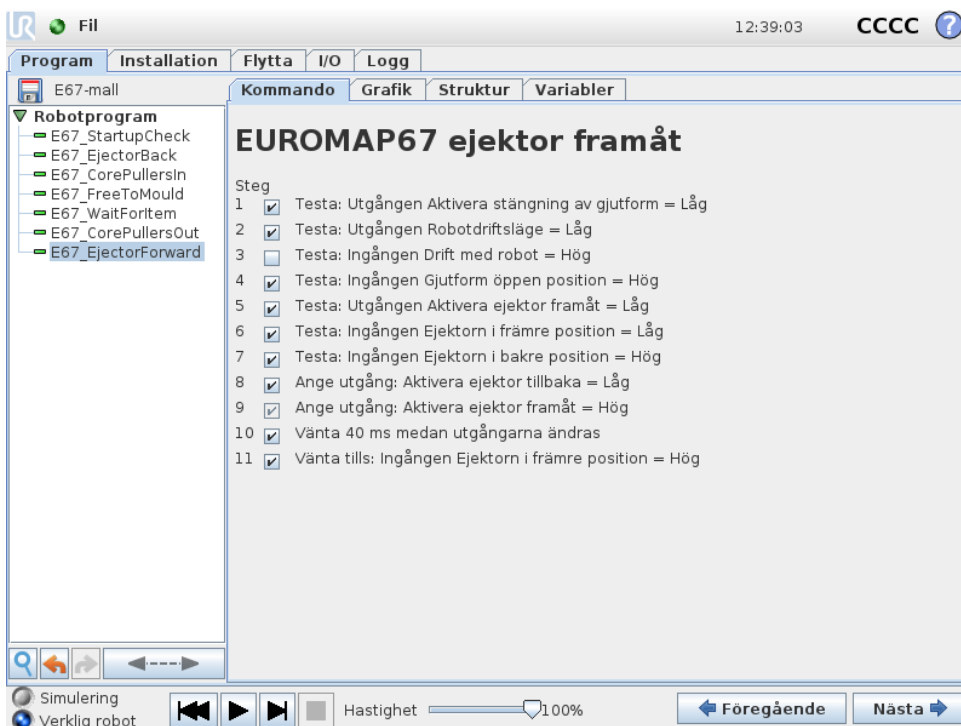 UR Fil 12:39:03 CCCC ?
Program Installation Flytta I/O Logg
E67-mall
Kommando Grafik Struktur Variabler
Robotprogram
E67_StartupCheck
E67_EjectorBack
E67_CorePullersIn
E67_FreeToMould
E67_WaitForItem
E67_CorePullersOut
E67_EjectorForward
EUROMAP67 ejektor framåt
Steg
1 Testa: Utgången Aktivera stängning av gjutform = Låg
2 Testa: Utgången Robotdriftsläge = Låg
3 Testa: Ingången Drift med robot = Hög
4 Testa: Ingången Gjutform öppen position = Hög
5 Testa: Utgången Aktivera ejektor framåt = Låg
6 Testa: Ingången Ejektorn i främre position = Låg
7 Testa: Ingången Ejektorn i bakre position = Hög
8 Ange utgång: Aktivera ejektor tillbaka = Låg
9 Ange utgång: Aktivera ejektor framåt = Hög
10 Vänta 40 ms medan utgångarna ändras
11 Vänta tills: Ingången Ejektorn i främre position = Hög
Simulering
Verklig robot
Hastighet 100%
Föregående
Nästa